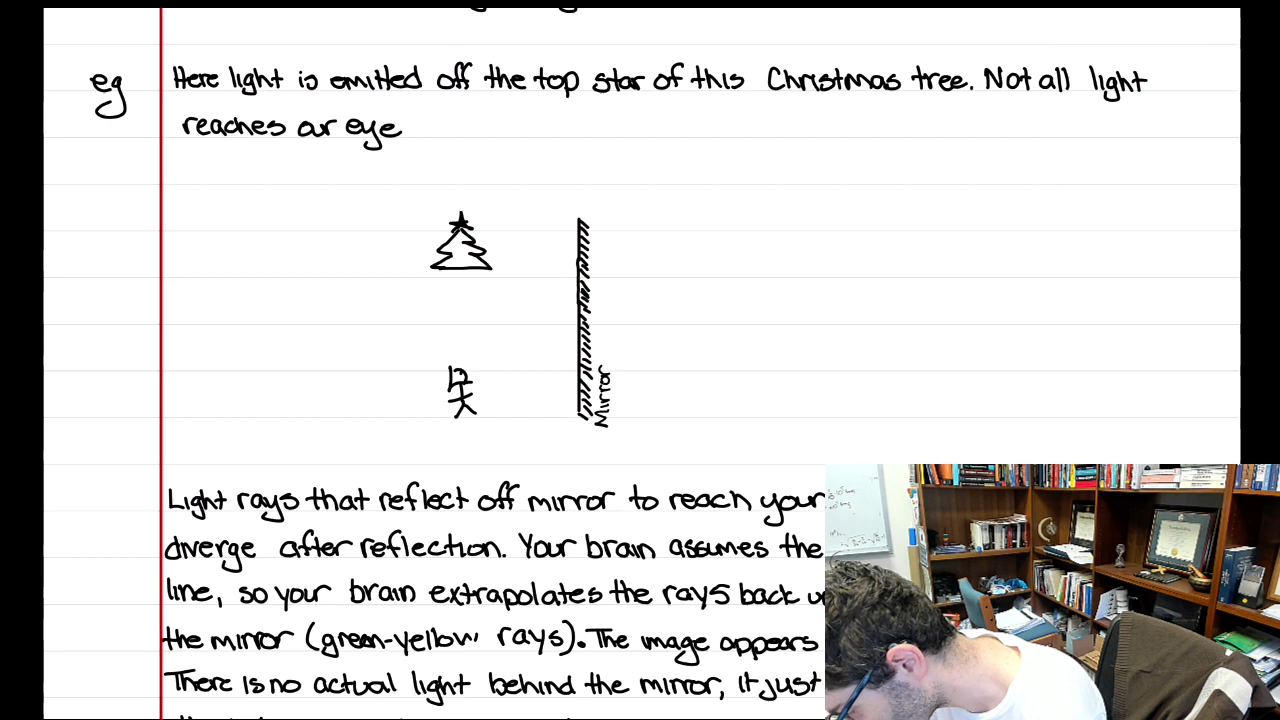 eg Here light is emitted off the top star of this Christmas tree. Not all light
reaches our eye
Mirror
Light rays that reflect off mirror to reach your
diverge after reflection. Your brain assumes the
line, so your brain extrapolates the rays back
the mirror (green-yellow rays). The image appears
There is no actual light behind the mirror, it just